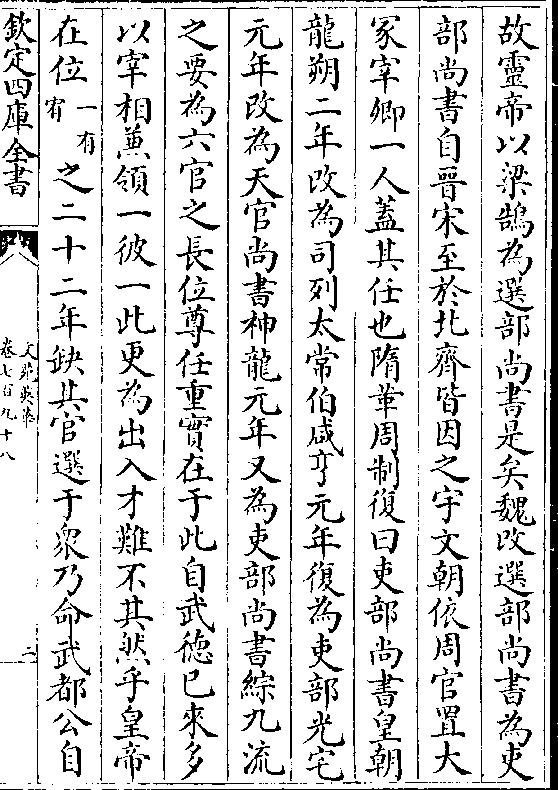 故靈帝以梁鵠為選部尚書是矣魏改選部尚書為吏
部尚書自晉宋至於北齊皆因之宇文朝依周官置大
冢宰卿一人蓋其任也隋革周制復曰吏部尚書皇朝
龍朔二年改為司列太常伯咸亨元年復為吏部光宅
元年改為天官尚書神龍元年又為吏部尚書綜九流
之要為六官之長位尊任重實在于此自武德已來多
以宰相兼領一彼一此更為出入才難不其然乎皇帝
在位一有宥之二十二年缺其官選于衆乃命武都公自
欽定四庫全書
文苑英華
卷七百九十八
三